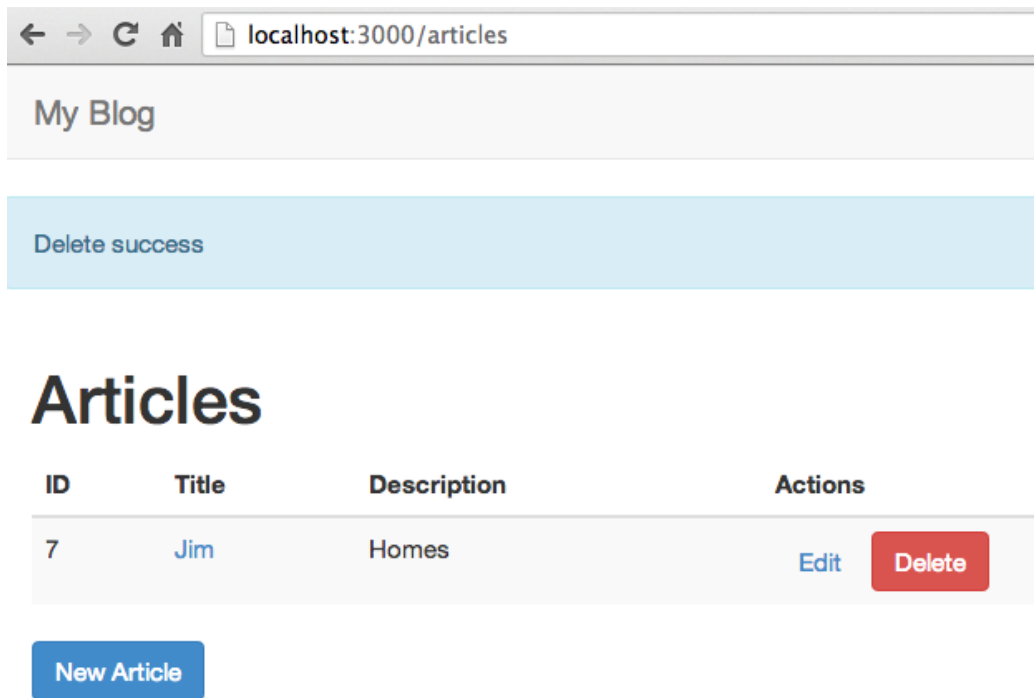 localhost:3000/articles
My Blog
Delete success
Articles
ID Title Description Actions
7 Jim Homes Edit Delete
New Article